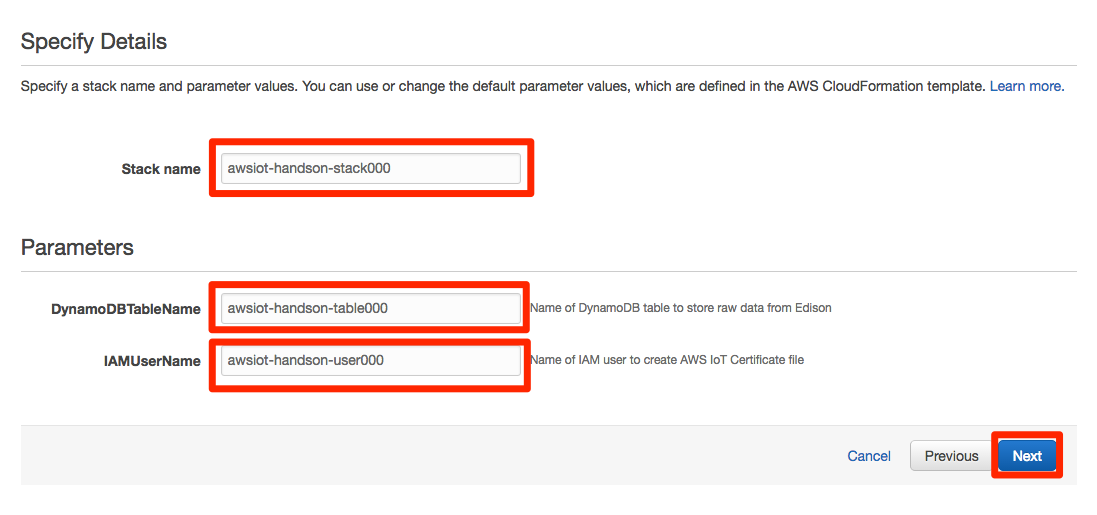 Specify Details
Specify a stack name and parameter values. You can use or change the default parameter values, which are defined in the AWS CloudFormation template. Learn more.
Stack name awsiot-handson-stack000
Parameters
DynamoDBTableName awsiot-handson-table000 Name of DynamoDB table to store raw data from Edison
IAMUserName awsiot-handson-user000 Name of IAM user to create AWS IoT Certificate file
Cancel Previous Next